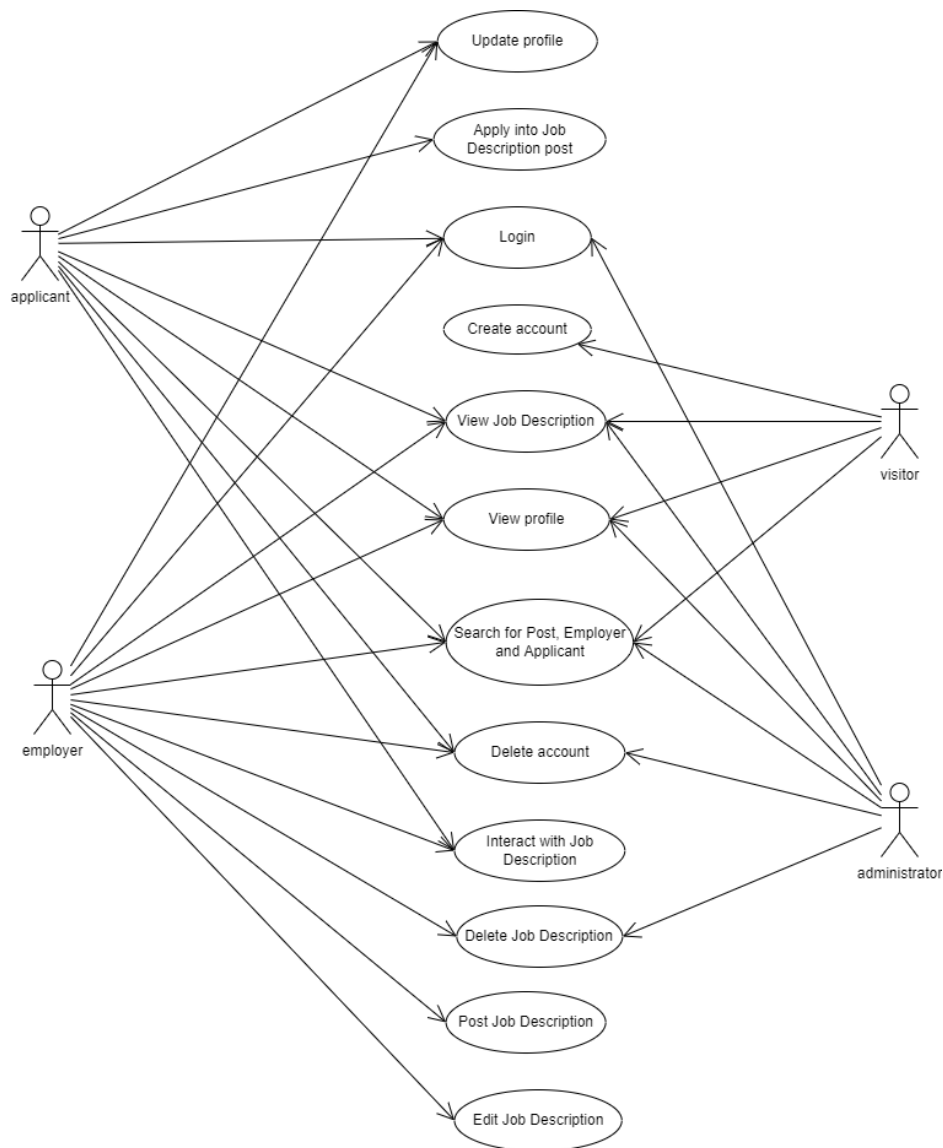 Update profile
Apply into Job
Description post
Login
applicant
Create account
View Job Description
visitor
View profile
Search for Post, Employer
and Applicant
employer
Delete account
Interact with Job
Description
administrator
Delete Job Description
Post Job Description
Edit Job Description